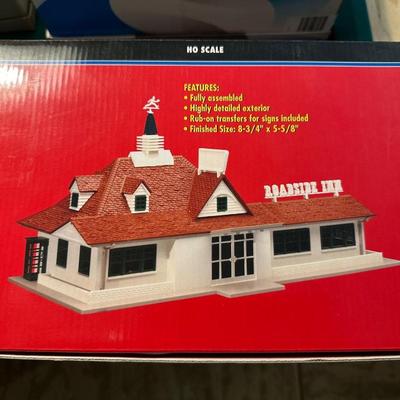 HO SCALE
FEATURES:
• Fully assembled
• Highly detailed exterior
• Rub-on transfers for signs included
• Finished Size: 8-3/4" x 5-5/8"
ROADSIDE INN